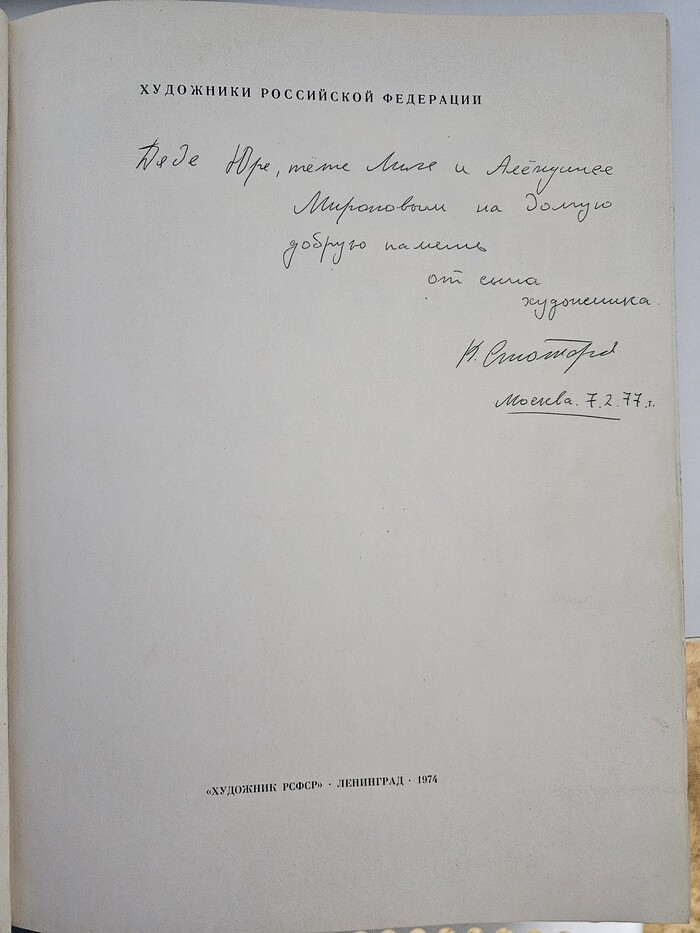 ХУДОЖНИКИ РОССИЙСКОЙ ФЕДЕРАЦИИ
Дяде Юре, тёте и Алёнушке
Мироновым на долгую
добрую память
от сына
художника.
К.
Москва. 7.2.77 г.
«ХУДОЖНИК РСФСР» · ЛЕНИНГРАД · 1974